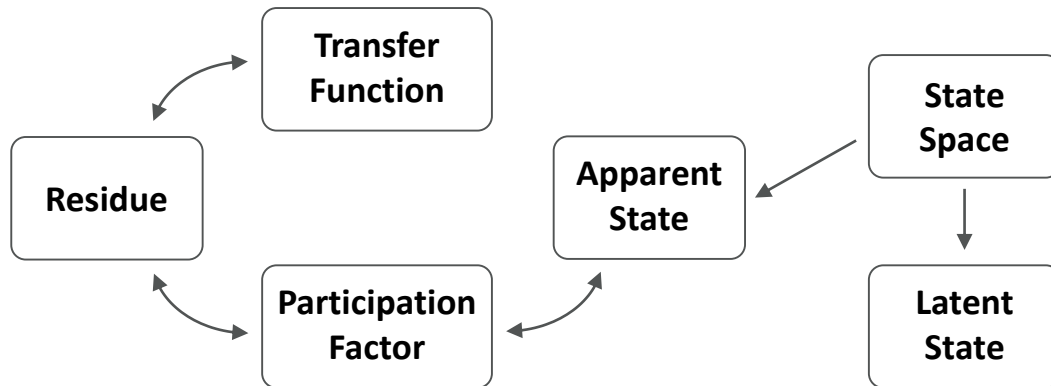 Transfer
Function
State
Space
Residue
Apparent
State
Participation
Factor
Latent
State